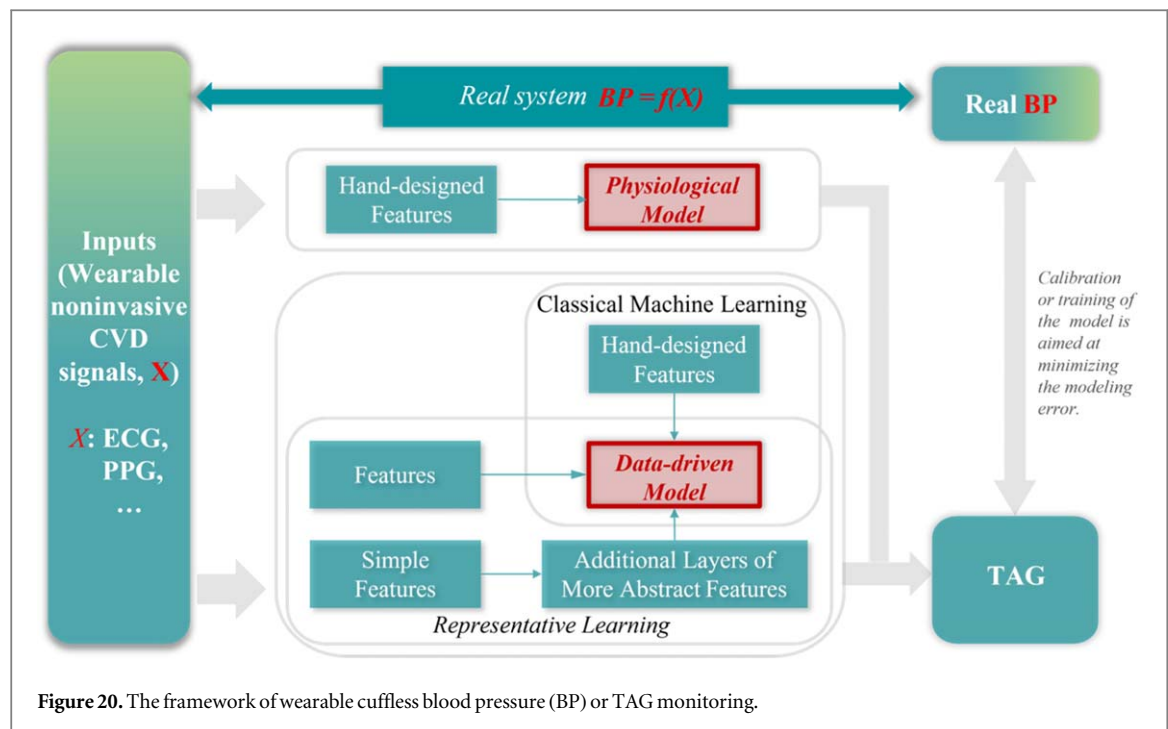 Real system BP = f(X)
Real BP
Inputs
(Wearable
noninvasive
CVD
signals, X)
X: ECG,
PPG,
...
Hand-designed
Features
Physiological
Model
Classical Machine Learning
Hand-designed
Features
Features
Data-driven
Model
Simple
Features
Additional Layers of
More Abstract Features
Representative Learning
Calibration
or training of
the model is
aimed at
minimizing
the modeling
error.
TAG
Figure 20. The framework of wearable cuffless blood pressure (BP) or TAG monitoring.